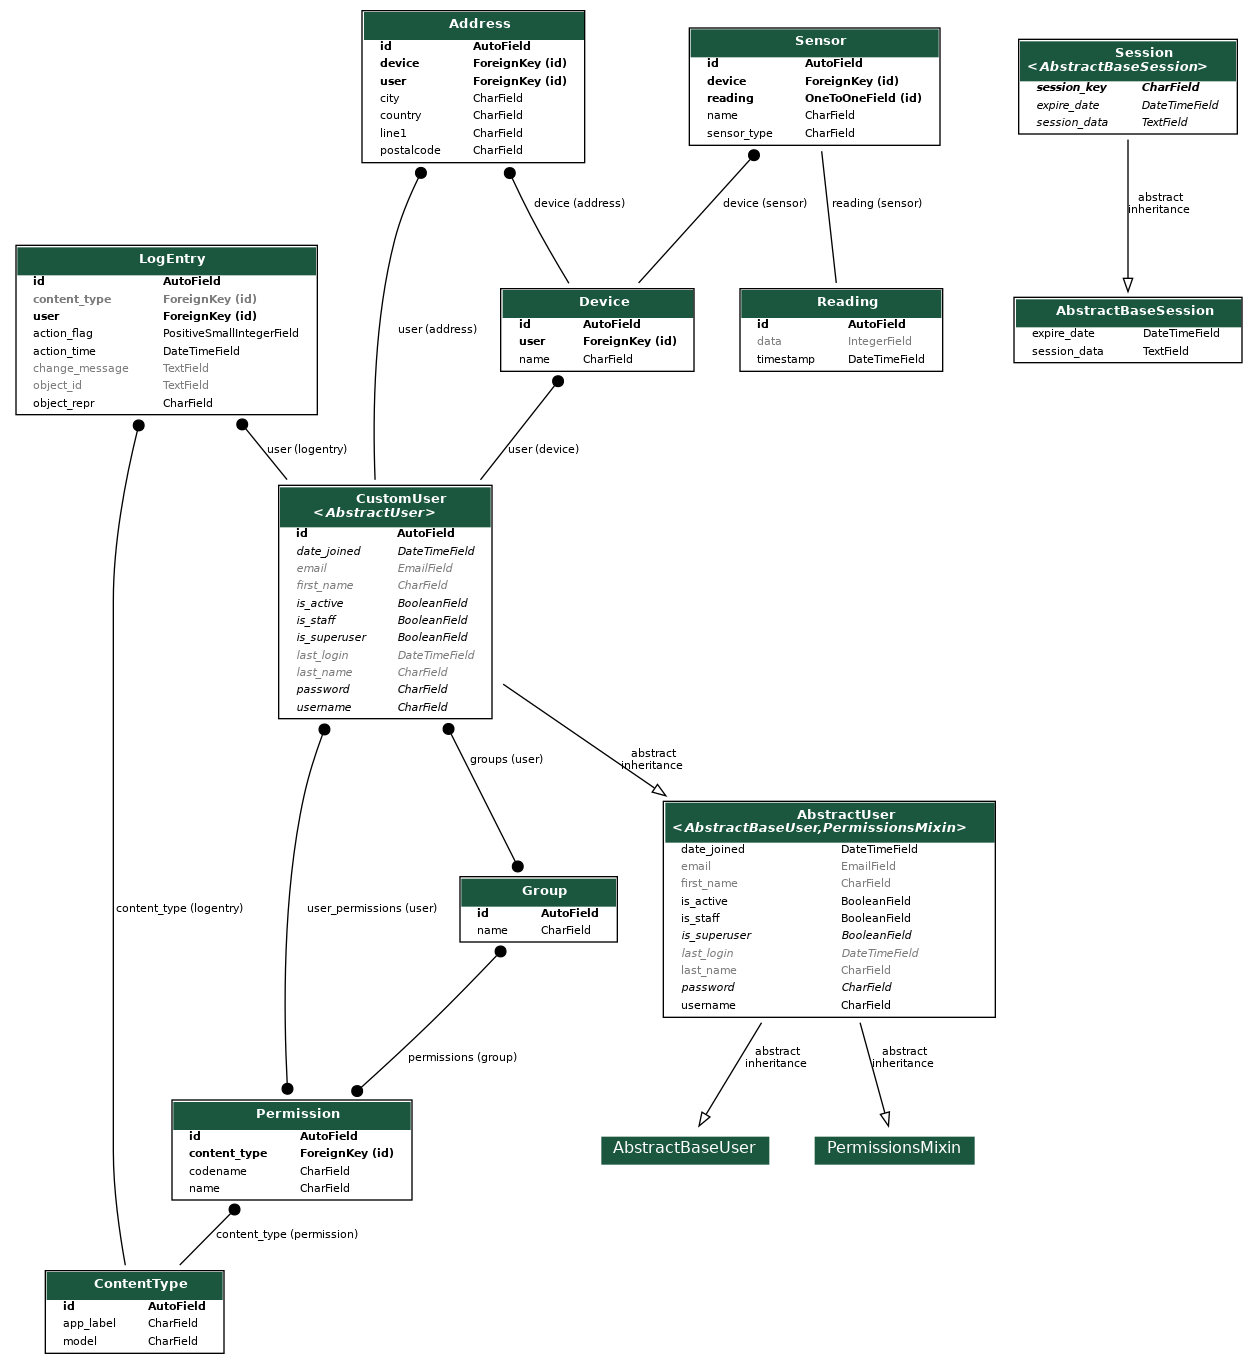 Address
id AutoField
device ForeignKey (id)
user ForeignKey (id)
city CharField
country CharField
line1 CharField
postalcode CharField
Sensor
id AutoField
device ForeignKey (id)
reading OneToOneField (id)
name CharField
sensor_type CharField
Session
<AbstractBaseSession>
session_key CharField
expire_date DateTimeField
session_data TextField
device (address)
device (sensor)
reading (sensor)
abstract
inheritance
LogEntry
id AutoField
content_type ForeignKey (id)
user ForeignKey (id)
action_flag PositiveSmallIntegerField
action_time DateTimeField
change_message TextField
object_id TextField
object_repr CharField
user (address)
Device
id AutoField
user ForeignKey (id)
name CharField
Reading
id AutoField
data IntegerField
timestamp DateTimeField
AbstractBaseSession
expire_date DateTimeField
session_data TextField
user (logentry)
user (device)
CustomUser
<AbstractUser>
id AutoField
date_joined DateTimeField
email EmailField
first_name CharField
is_active BooleanField
is_staff BooleanField
is_superuser BooleanField
last_login DateTimeField
last_name CharField
password CharField
username CharField
groups (user)
abstract
inheritance
content_type (logentry)
user_permissions (user)
Group
id AutoField
name CharField
AbstractUser
<AbstractBaseUser,PermissionsMixin>
date_joined DateTimeField
email EmailField
first_name CharField
is_active BooleanField
is_staff BooleanField
is_superuser BooleanField
last_login DateTimeField
last_name CharField
password CharField
username CharField
permissions (group)
abstract
inheritance
abstract
inheritance
Permission
id AutoField
content_type ForeignKey (id)
codename CharField
name CharField
AbstractBaseUser
PermissionsMixin
content_type (permission)
ContentType
id AutoField
app_label CharField
model CharField